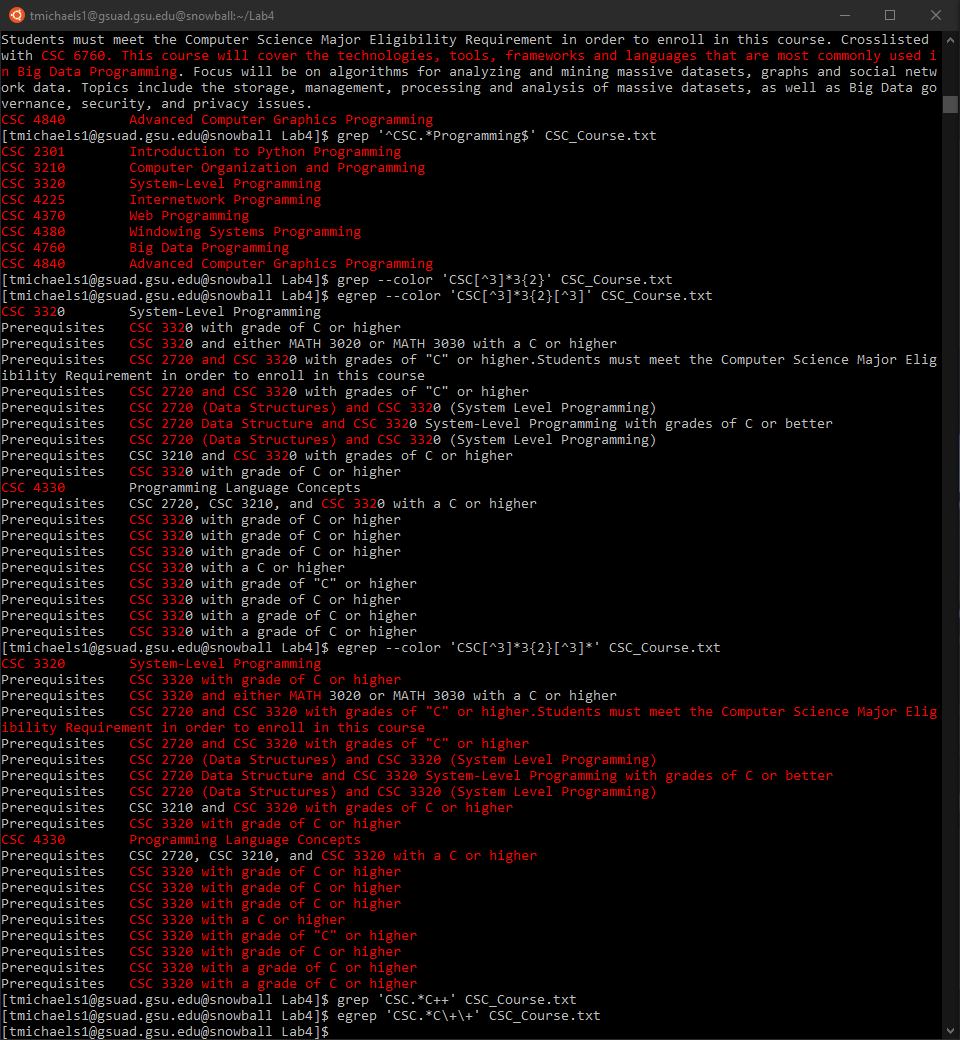 tmichaels1@gsuad.gsu.edu@snowball:~/Lab4
Students must meet the Computer Science Major Eligibility Requirement in order to enroll in this course. Crosslisted
with CSC 6760. This course will cover the technologies, tools, frameworks and languages that are most commonly used i
n Big Data Programming. Focus will be on algorithms for analyzing and mining massive datasets, graphs and social netw
ork data. Topics include the storage, management, processing and analysis of massive datasets, as well as Big Data go
vernance, security, and privacy issues.
CSC 4840        Advanced Computer Graphics Programming
[tmichaels1@gsuad.gsu.edu@snowball Lab4]$ grep '^CSC.*Programming$' CSC_Course.txt
CSC 2301        Introduction to Python Programming
CSC 3210        Computer Organization and Programming
CSC 3320        System-Level Programming
CSC 4225        Internetwork Programming
CSC 4370        Web Programming
CSC 4380        Windowing Systems Programming
CSC 4760        Big Data Programming
CSC 4840        Advanced Computer Graphics Programming
[tmichaels1@gsuad.gsu.edu@snowball Lab4]$ grep --color 'CSC[^3]*3{2}' CSC_Course.txt
[tmichaels1@gsuad.gsu.edu@snowball Lab4]$ egrep --color 'CSC[^3]*3{2}[^3]' CSC_Course.txt
CSC 3320        System-Level Programming
Prerequisites   CSC 3320 with grade of C or higher
Prerequisites   CSC 3320 and either MATH 3020 or MATH 3030 with a C or higher
Prerequisites   CSC 2720 and CSC 3320 with grades of "C" or higher.Students must meet the Computer Science Major Elig
ibility Requirement in order to enroll in this course
Prerequisites   CSC 2720 and CSC 3320 with grades of "C" or higher
Prerequisites   CSC 2720 (Data Structures) and CSC 3320 (System Level Programming)
Prerequisites   CSC 2720 Data Structure and CSC 3320 System-Level Programming with grades of C or better
Prerequisites   CSC 2720 (Data Structures) and CSC 3320 (System Level Programming)
Prerequisites   CSC 3210 and CSC 3320 with grades of C or higher
Prerequisites   CSC 3320 with grade of C or higher
CSC 4330        Programming Language Concepts
Prerequisites   CSC 2720, CSC 3210, and CSC 3320 with a C or higher
Prerequisites   CSC 3320 with grade of C or higher
Prerequisites   CSC 3320 with grade of C or higher
Prerequisites   CSC 3320 with grade of C or higher
Prerequisites   CSC 3320 with a C or higher
Prerequisites   CSC 3320 with grade of "C" or higher
Prerequisites   CSC 3320 with grade of C or higher
Prerequisites   CSC 3320 with a grade of C or higher
Prerequisites   CSC 3320 with a grade of C or higher
[tmichaels1@gsuad.gsu.edu@snowball Lab4]$ egrep --color 'CSC[^3]*3{2}[^3]*' CSC_Course.txt
CSC 3320        System-Level Programming
Prerequisites   CSC 3320 with grade of C or higher
Prerequisites   CSC 3320 and either MATH 3020 or MATH 3030 with a C or higher
Prerequisites   CSC 2720 and CSC 3320 with grades of "C" or higher.Students must meet the Computer Science Major Elig
ibility Requirement in order to enroll in this course
Prerequisites   CSC 2720 and CSC 3320 with grades of "C" or higher
Prerequisites   CSC 2720 (Data Structures) and CSC 3320 (System Level Programming)
Prerequisites   CSC 2720 Data Structure and CSC 3320 System-Level Programming with grades of C or better
Prerequisites   CSC 2720 (Data Structures) and CSC 3320 (System Level Programming)
Prerequisites   CSC 3210 and CSC 3320 with grades of C or higher
Prerequisites   CSC 3320 with grade of C or higher
CSC 4330        Programming Language Concepts
Prerequisites   CSC 2720, CSC 3210, and CSC 3320 with a C or higher
Prerequisites   CSC 3320 with grade of C or higher
Prerequisites   CSC 3320 with grade of C or higher
Prerequisites   CSC 3320 with grade of C or higher
Prerequisites   CSC 3320 with a C or higher
Prerequisites   CSC 3320 with grade of "C" or higher
Prerequisites   CSC 3320 with grade of C or higher
Prerequisites   CSC 3320 with a grade of C or higher
Prerequisites   CSC 3320 with a grade of C or higher
[tmichaels1@gsuad.gsu.edu@snowball Lab4]$ grep 'CSC.*C++' CSC_Course.txt
[tmichaels1@gsuad.gsu.edu@snowball Lab4]$ egrep 'CSC.*C\+\+' CSC_Course.txt
[tmichaels1@gsuad.gsu.edu@snowball Lab4]$